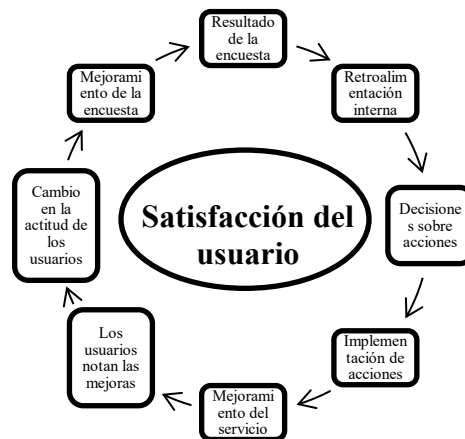 Resultado
de la
encuesta
Retroalim
entación
interna
Decisione
s sobre
acciones
Implemen
tación de
acciones
Mejorami
ento del
servicio
Los
usuarios
notan las
mejoras
Cambio
en la
actitud de
los
usuarios
Mejorami
ento de la
encuesta
Satisfacción del
usuario